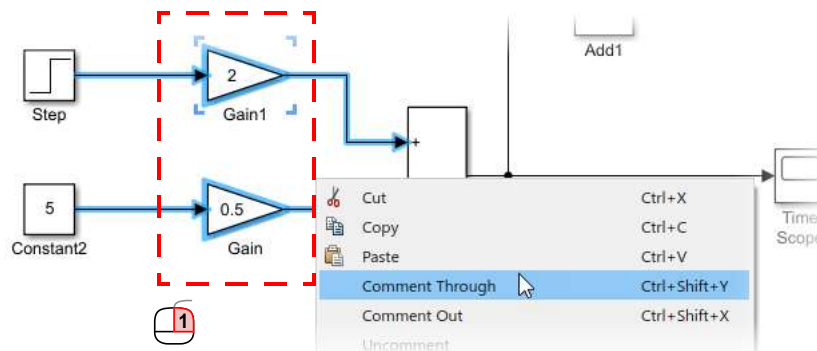 Add1
2
Step
Gain1
+
5
0.5
Constant2
Gain
Cut Ctrl+X
Copy Ctrl+C
Paste Ctrl+V
Comment Through Ctrl+Shift+Y
Comment Out Ctrl+Shift+X
Uncomment
Time
Scope
1